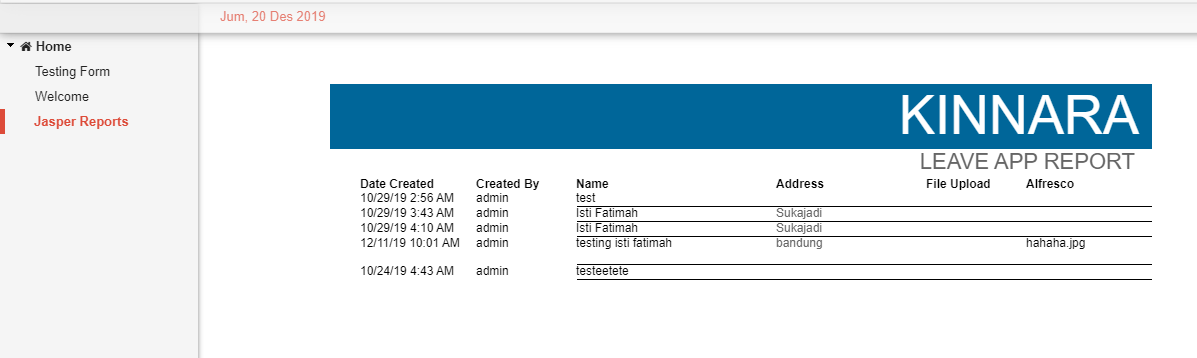 Jum, 20 Des 2019
Home
Testing Form
Welcome
Jasper Reports
KINNARA
LEAVE APP REPORT
Date Created Created By Name Address File Upload Alfresco
10/29/19 2:56 AM admin test
10/29/19 3:43 AM admin Isti Fatimah Sukajadi
10/29/19 4:10 AM admin Isti Fatimah Sukajadi
12/11/19 10:01 AM admin testing isti fatimah bandung hahaha.jpg
10/24/19 4:43 AM admin testeetete